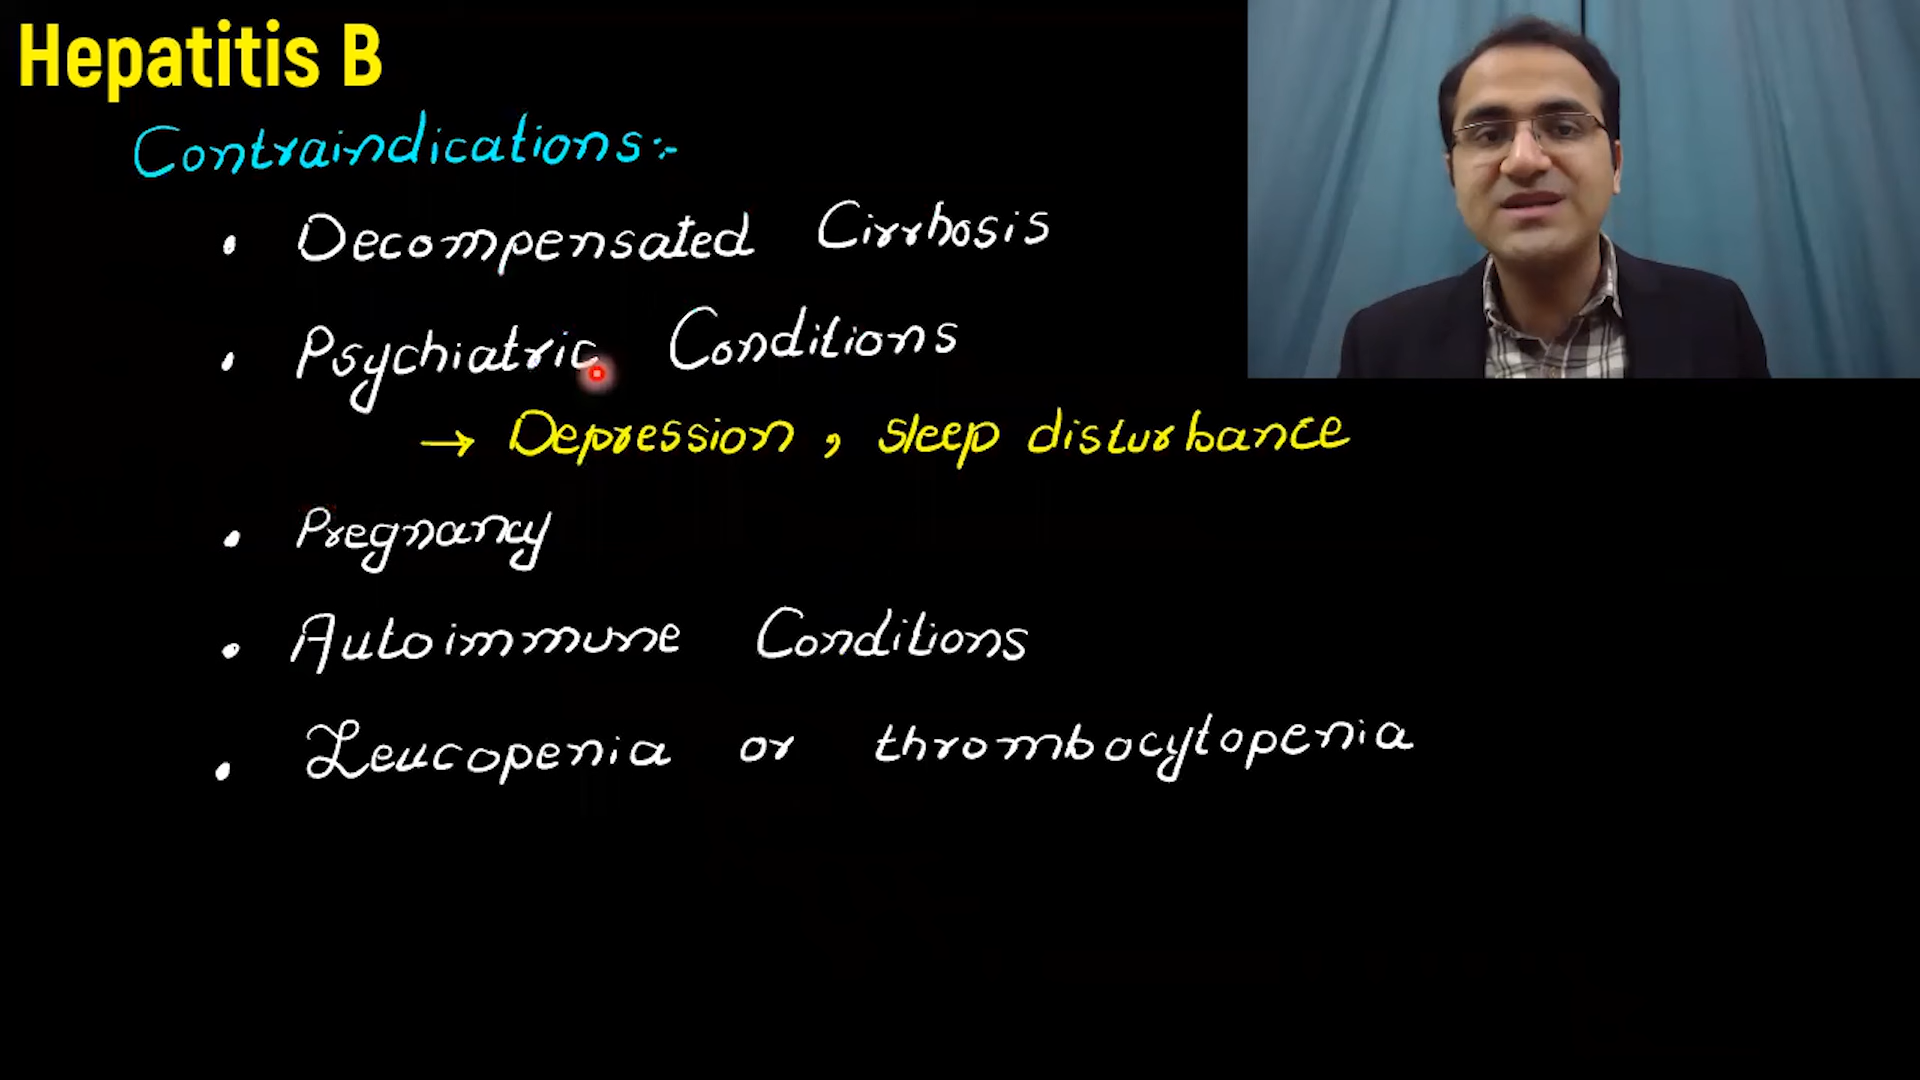 Hepatitis B
Contraindications:-
• Decompensated Cirrhosis
• Psychiatric Conditions
→ Depression, sleep disturbance
• Pregnancy
• Autoimmune Conditions
• Leucopenia or thrombocytopenia